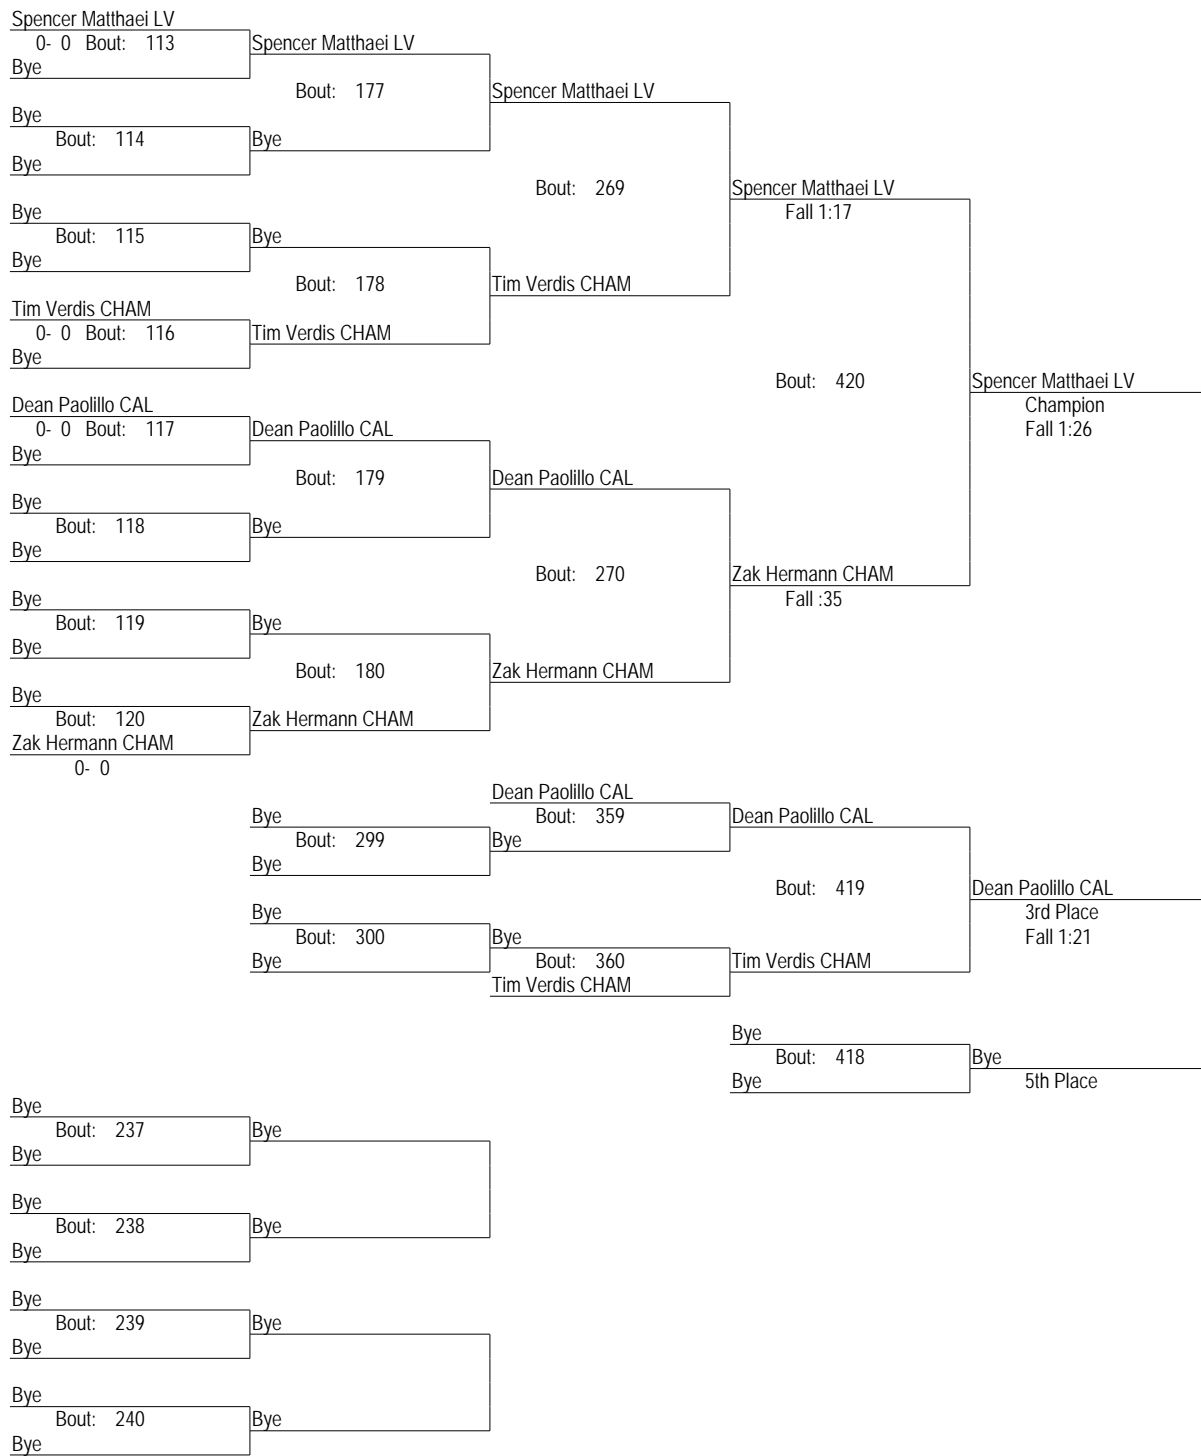 Spencer Matthaei LV
0- 0 Bout: 113
Spencer Matthaei LV
Bye
Bout: 177
Spencer Matthaei LV
Bye
Bout: 114
Bye
Bye
Bout: 269
Spencer Matthaei LV
Bye
Fall 1:17
Bout: 115
Bye
Bye
Bout: 178
Tim Verdis CHAM
Tim Verdis CHAM
0- 0 Bout: 116
Tim Verdis CHAM
Bye
Bout: 420
Spencer Matthaei LV
Dean Paolillo CAL
Champion
0- 0 Bout: 117
Dean Paolillo CAL
Fall 1:26
Bye
Bout: 179
Dean Paolillo CAL
Bye
Bout: 118
Bye
Bye
Bout: 270
Zak Hermann CHAM
Bye
Fall :35
Bout: 119
Bye
Bye
Bout: 180
Zak Hermann CHAM
Bye
Bout: 120
Zak Hermann CHAM
Zak Hermann CHAM
0- 0
Dean Paolillo CAL
Bye
Bout: 359
Dean Paolillo CAL
Bout: 299
Bye
Bye
Bout: 419
Dean Paolillo CAL
Bye
3rd Place
Bout: 300
Bye
Fall 1:21
Bye
Bout: 360
Tim Verdis CHAM
Tim Verdis CHAM
Bye
Bout: 418
Bye
Bye
5th Place
Bye
Bout: 237
Bye
Bye
Bye
Bout: 238
Bye
Bye
Bye
Bout: 239
Bye
Bye
Bye
Bout: 240
Bye
Bye